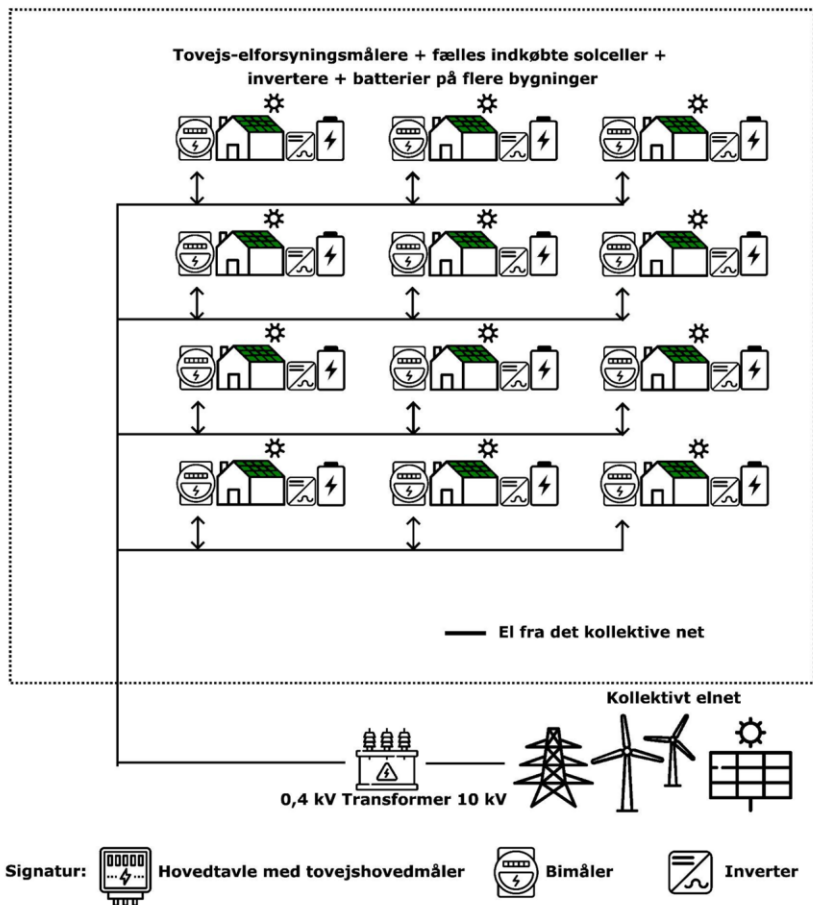 Tovejs-elforsyningsmålere + fælles indkøbte solceller +
invertere + batterier på flere bygninger
El fra det kollektive net
Kollektivt elnet
0,4 kV Transformer 10 kV
Signatur: Hovedtavle med tovejshovedmåler Bimåler Inverter